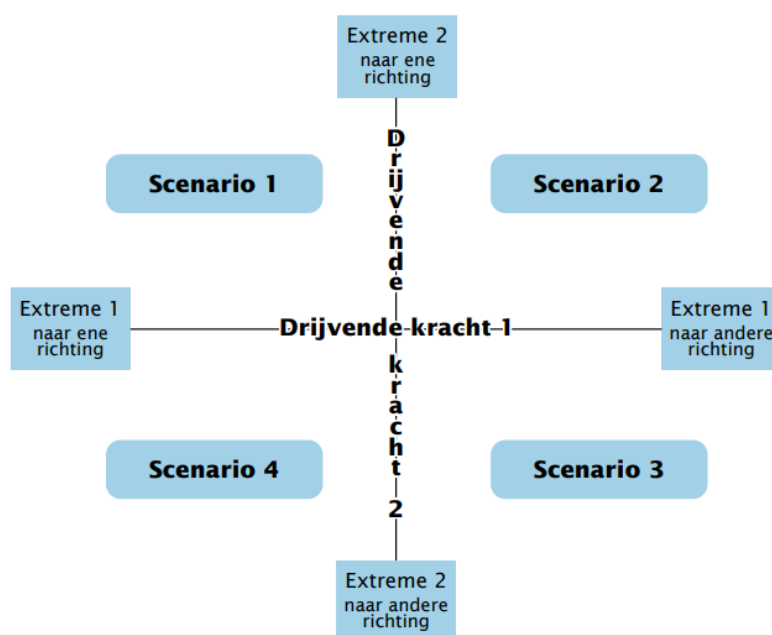 Extreme 2
naar ene
richting
Scenario 1
Scenario 2
Drijvende kracht 2
Extreme 1
naar ene
richting
Drijvende kracht 1
Extreme 1
naar andere
richting
Scenario 4
Scenario 3
Extreme 2
naar andere
richting